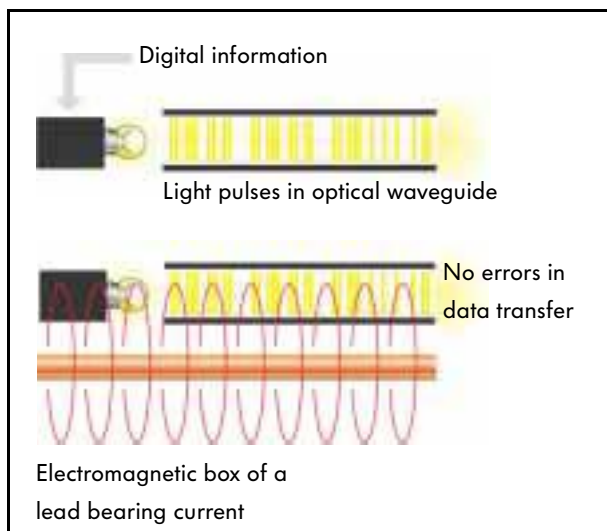 Digital information
Light pulses in optical waveguide
No errors in
data transfer
Electromagnetic box of a
lead bearing current